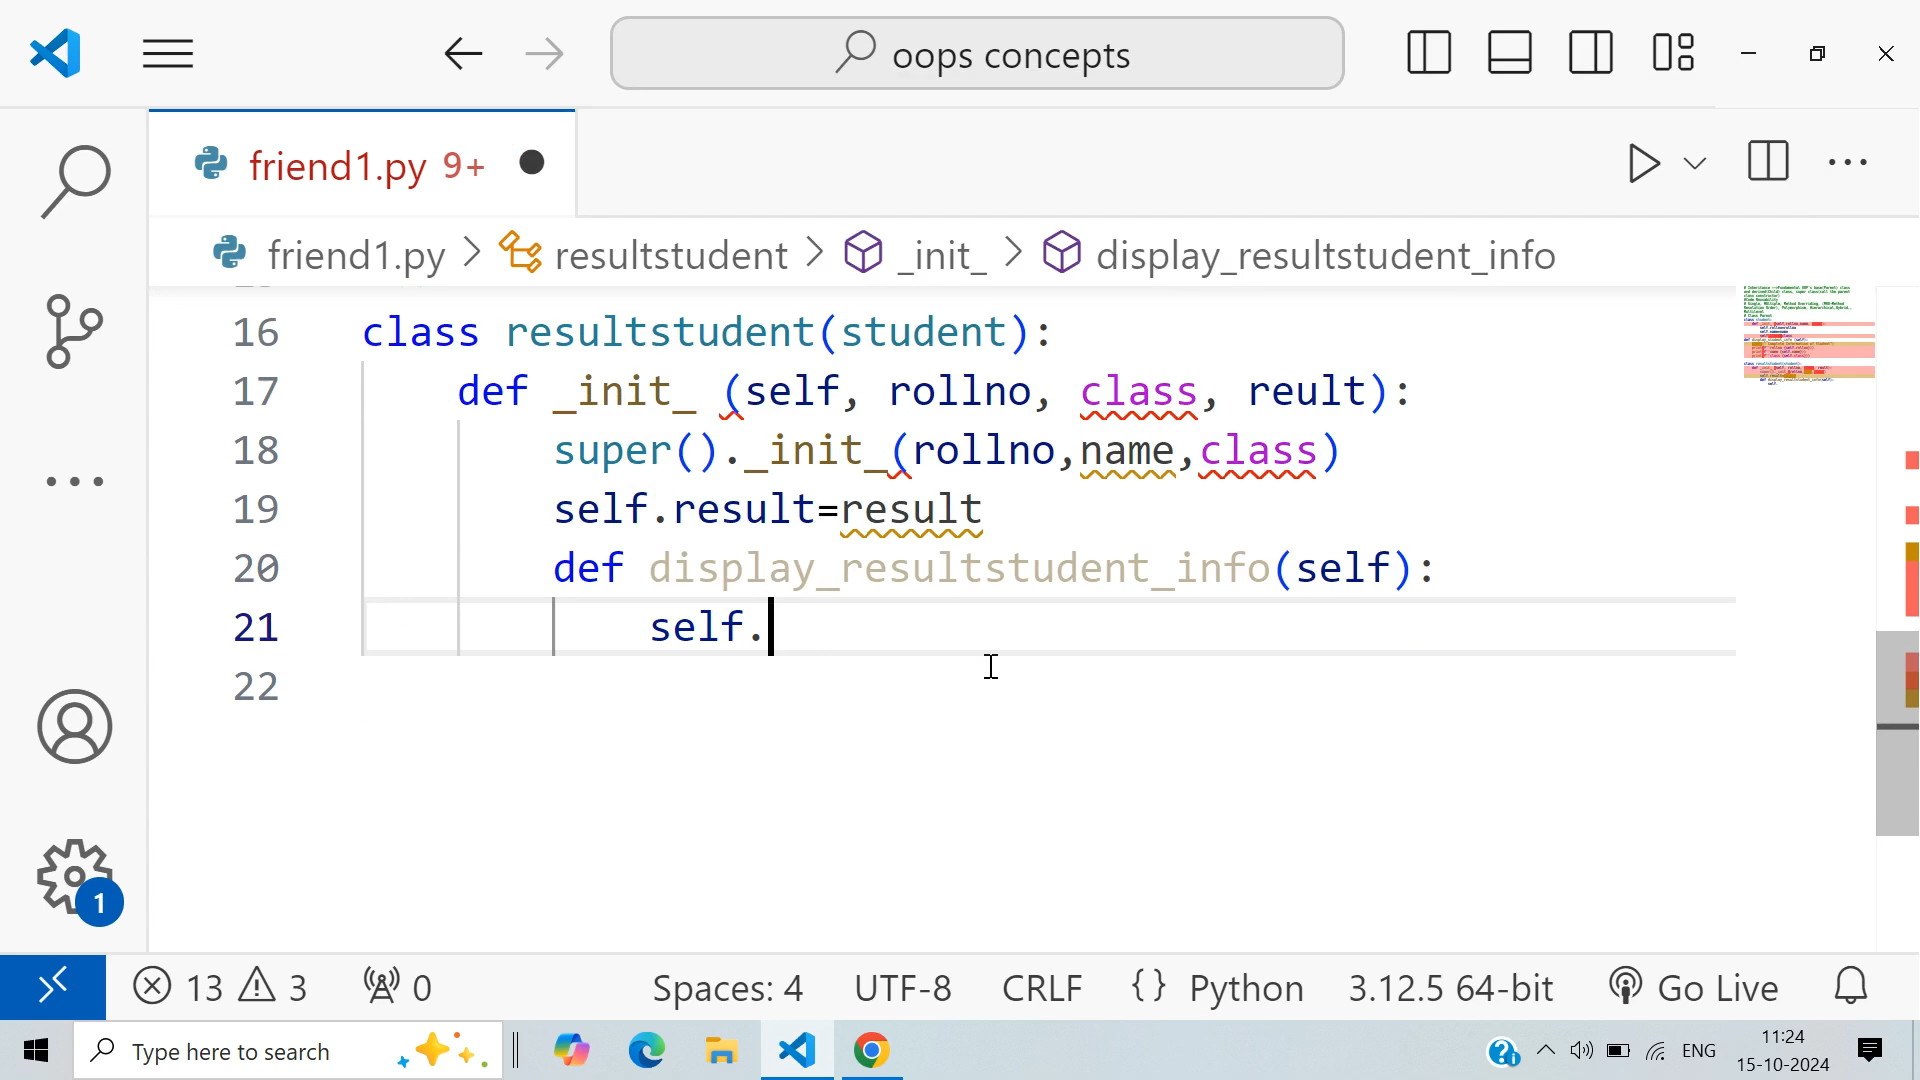 oops concepts
friend1.py 9+
friend1.py > resultstudent > _init_ > display_resultstudent_info
16 class resultstudent(student):
17 def _init_ (self, rollno, class, reult):
18 super()._init_(rollno,name,class)
19 self.result=result
20 def display_resultstudent_info(self):
21 self.
22
1
13 3 0 Spaces: 4 UTF-8 CRLF {} Python 3.12.5 64-bit Go Live
Type here to search
ENG
11:24
15-10-2024